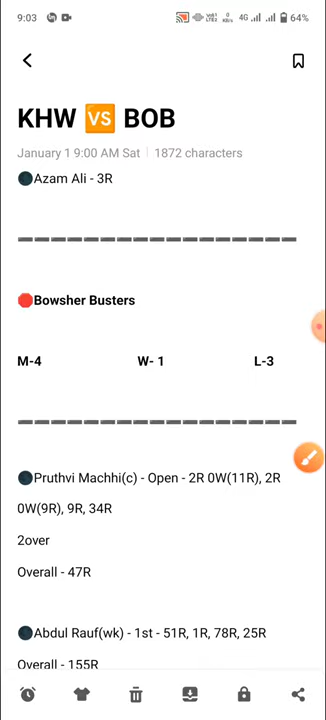 9:03
4G
64%
KHW 🆚 BOB
January 1 9:00 AM Sat | 1872 characters
🌑Azam Ali - 3R
➖➖➖➖➖➖➖➖➖➖➖➖➖➖➖➖➖
🛑Bowsher Busters
M-4 W- 1 L-3
➖➖➖➖➖➖➖➖➖➖➖➖➖➖➖➖➖
🌑Pruthvi Machhi(c) - Open - 2R 0W(11R), 2R
0W(9R), 9R, 34R
2over
Overall - 47R
🌑Abdul Rauf(wk) - 1st - 51R, 1R, 78R, 25R
Overall - 155R